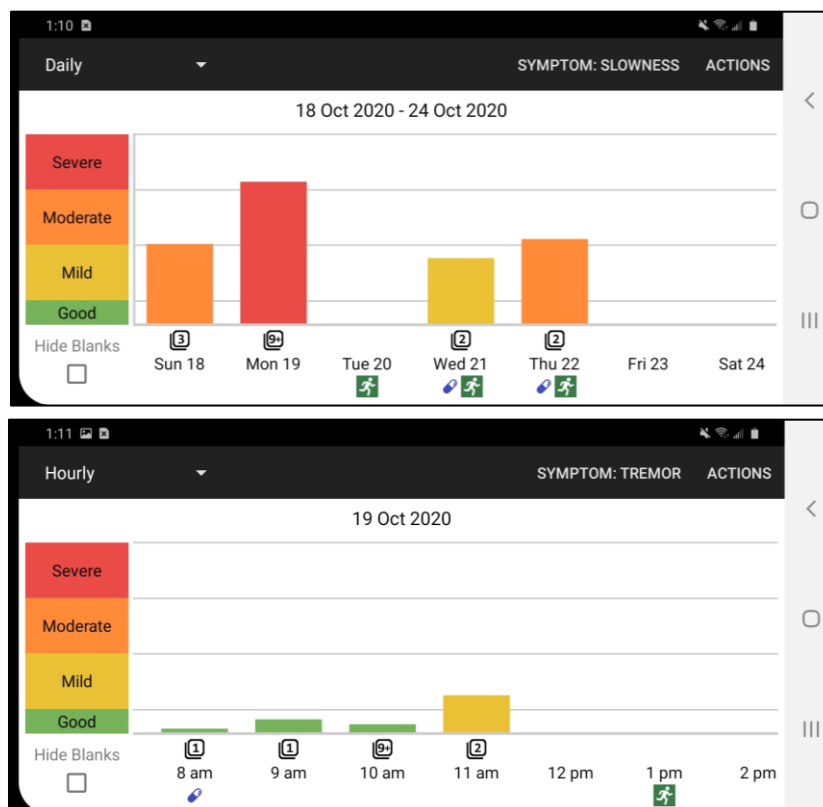 1:10
Daily SYMPTOM: SLOWNESS ACTIONS
18 Oct 2020 - 24 Oct 2020
Severe
Moderate
Mild
Good
Hide Blanks
3 9+ 2 2
Sun 18 Mon 19 Tue 20 Wed 21 Thu 22 Fri 23 Sat 24
1:11
Hourly SYMPTOM: TREMOR ACTIONS
19 Oct 2020
Severe
Moderate
Mild
Good
Hide Blanks
1 1 9+ 2
8 am 9 am 10 am 11 am 12 pm 1 pm 2 pm